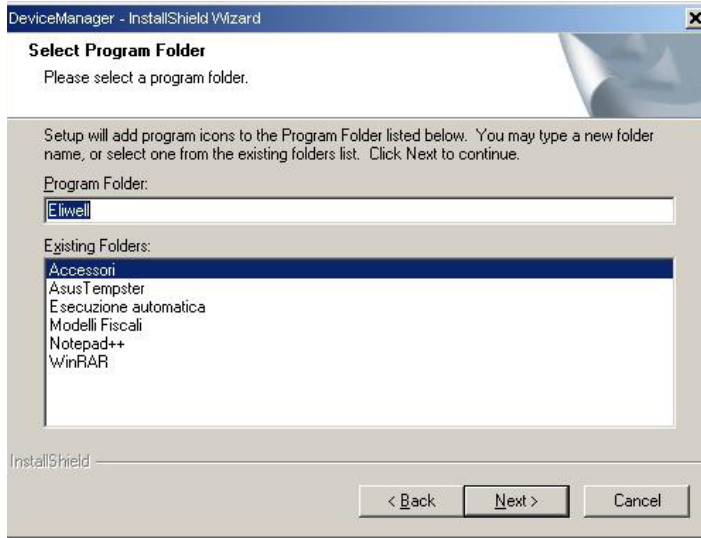 DeviceManager - InstallShield Wizard
Select Program Folder
Please select a program folder.
Setup will add program icons to the Program Folder listed below. You may type a new folder
name, or select one from the existing folders list. Click Next to continue.
Program Folder:
Eliwell
Existing Folders:
Accessori
AsusTempster
Esecuzione automatica
Modelli Fiscali
Notepad++
WinRAR
InstallShield
< Back Next > Cancel